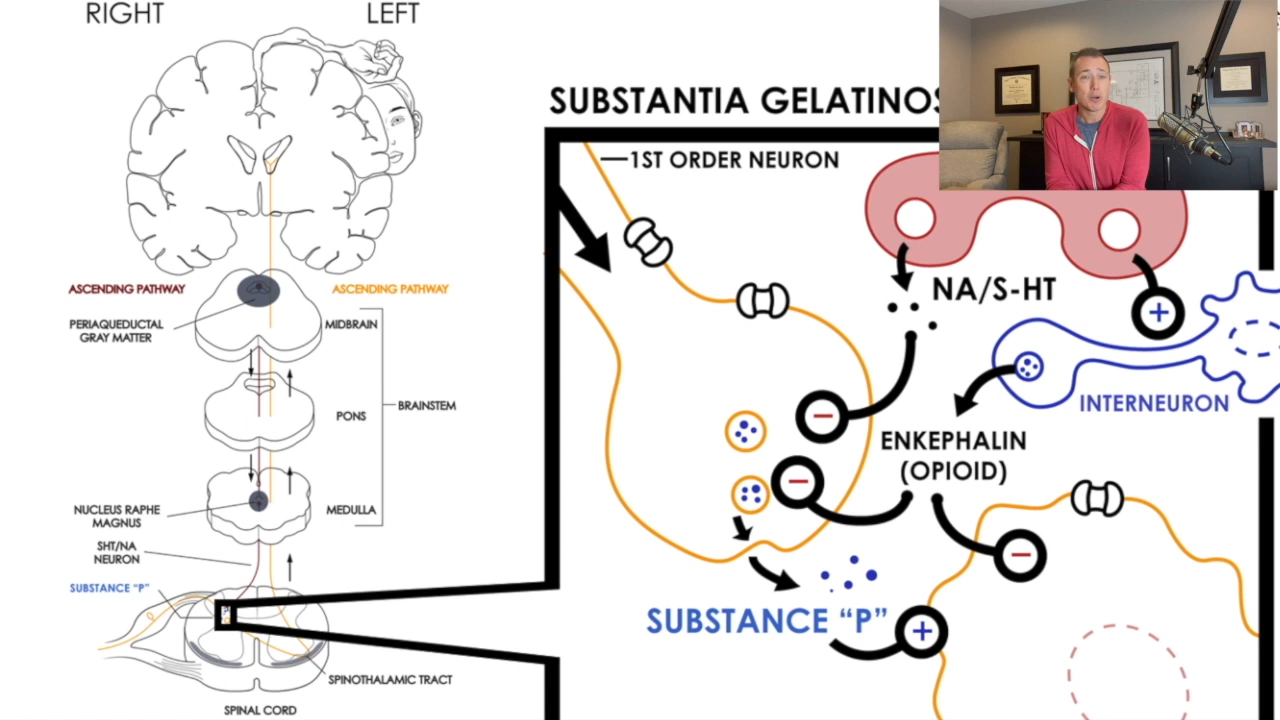 RIGHT
LEFT
ASCENDING PATHWAY
ASCENDING PATHWAY
PERIAQUEDUCTAL
GRAY MATTER
MIDBRAIN
PONS
BRAINSTEM
NUCLEUS RAPHE
MAGNUS
MEDULLA
SHT/NA
NEURON
SUBSTANCE "P"
SPINOTHALAMIC TRACT
SPINAL CORD
SUBSTANTIA GELATINOS
1ST ORDER NEURON
NA/S-HT
+
INTERNEURON
ENKEPHALIN
(OPIOID)
SUBSTANCE "P"
+